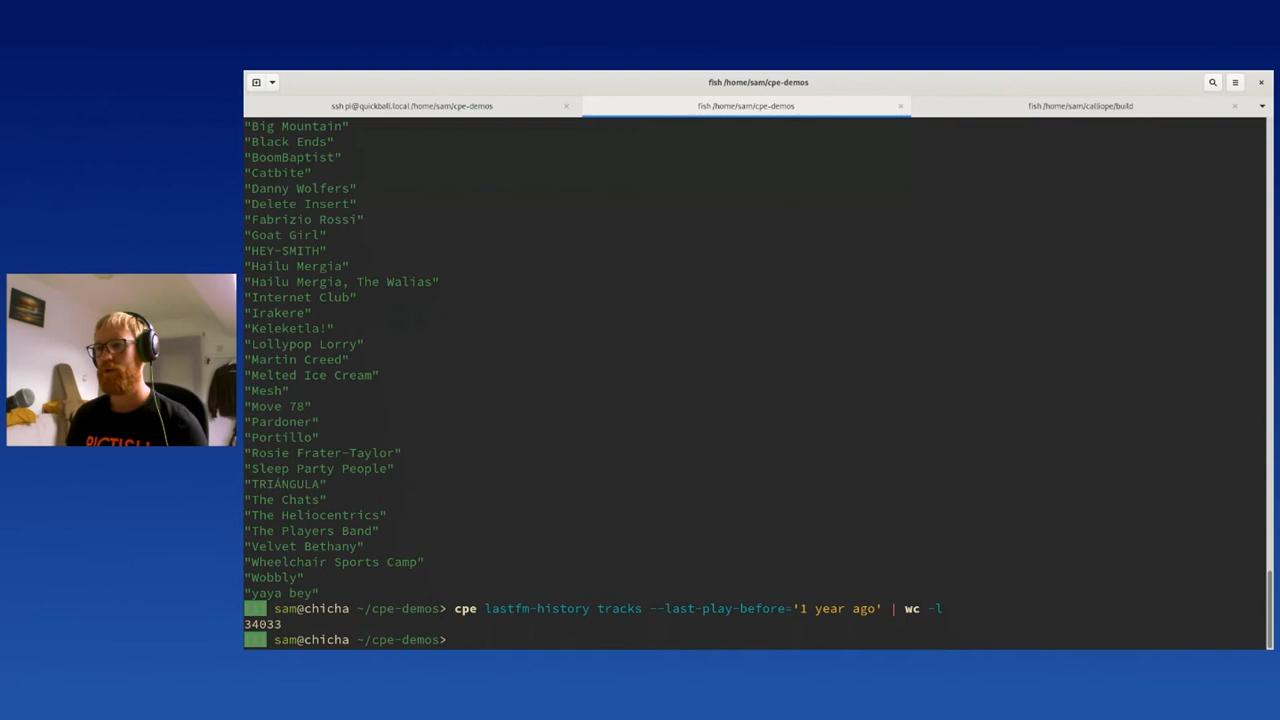 fish /home/sam/cpe-demos
ssh pi@quickbali.local /home/sam/cpe-demos
fish /home/sam/cpe-demos
fish /home/sam/calliope/build
"Big Mountain"
"Black Ends"
"BoomBaptist"
"Catbite"
"Danny Wolfers"
"Delete Insert"
"Fabrizio Rossi"
"Goat Girl"
"HEY-SMITH"
"Hailu Mergia"
"Hailu Mergia, The Walias"
"Internet Club"
"Irakere"
"Keleketla!"
"Lollypop Lorry"
"Martin Creed"
"Melted Ice Cream"
"Mesh"
"Move 78"
"Pardoner"
"Portillo"
"Rosie Frater-Taylor"
"Sleep Party People"
"TRIÁNGULA"
"The Chats"
"The Heliocentrics"
"The Players Band"
"Velvet Bethany"
"Wheelchair Sports Camp"
"Wobbly"
"yaya bey"
sam@chicha ~/cpe-demos> cpe lastfm-history tracks --last-play-before='1 year ago' | wc -l
34033
sam@chicha ~/cpe-demos>